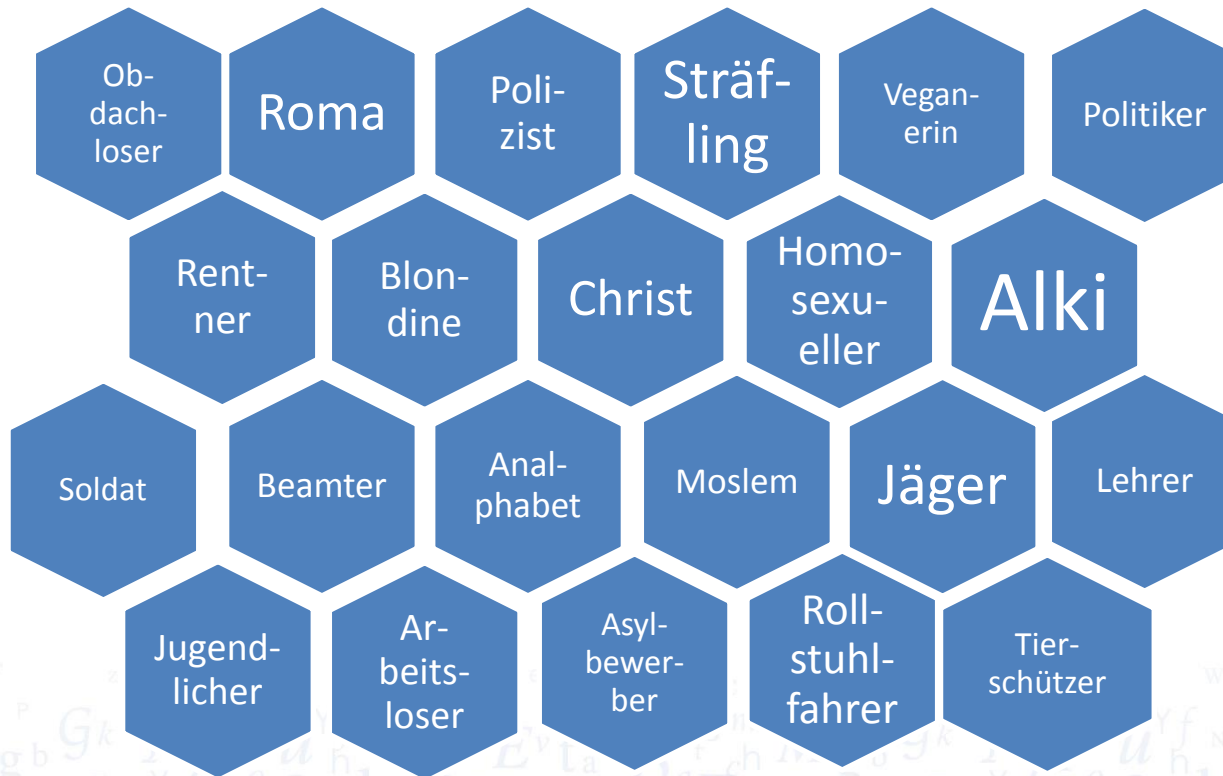 Ob-
dach-
loser
Roma
Poli-
zist
Sträf-
ling
Vegan-
erin
Politiker
Rent-
ner
Blon-
dine
Christ
Homo-
sexu-
eller
Alki
Soldat
Beamter
Anal-
phabet
Moslem
Jäger
Lehrer
Jugend-
licher
Ar-
beits-
loser
Asyl-
bewer-
ber
Roll-
stuhl-
fahrer
Tier-
schützer